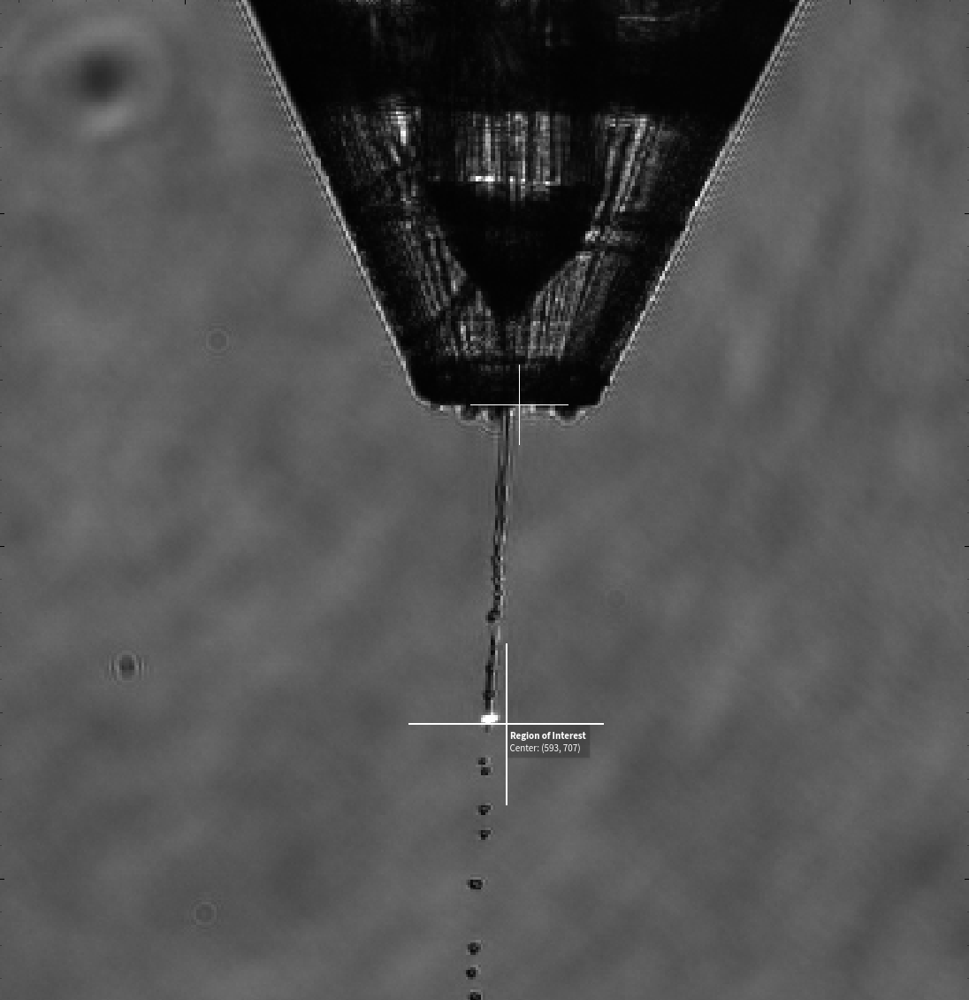 Region of Interest
Center: (593, 707)